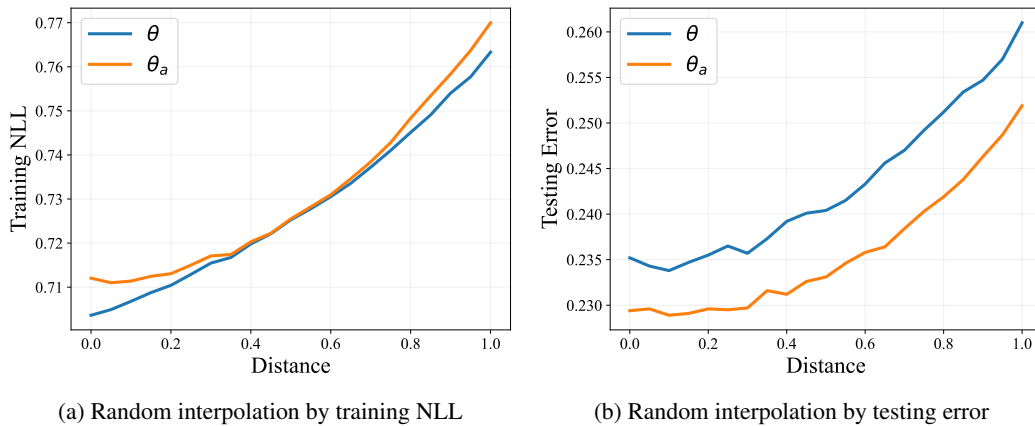 θ
θa
0.77
0.76
0.75
0.74
0.73
0.72
0.71
Training NLL
0.0 0.2 0.4 0.6 0.8 1.0
Distance
(a) Random interpolation by training NLL
θ
θa
0.260
0.255
0.250
0.245
0.240
0.235
0.230
Testing Error
0.0 0.2 0.4 0.6 0.8 1.0
Distance
(b) Random interpolation by testing error